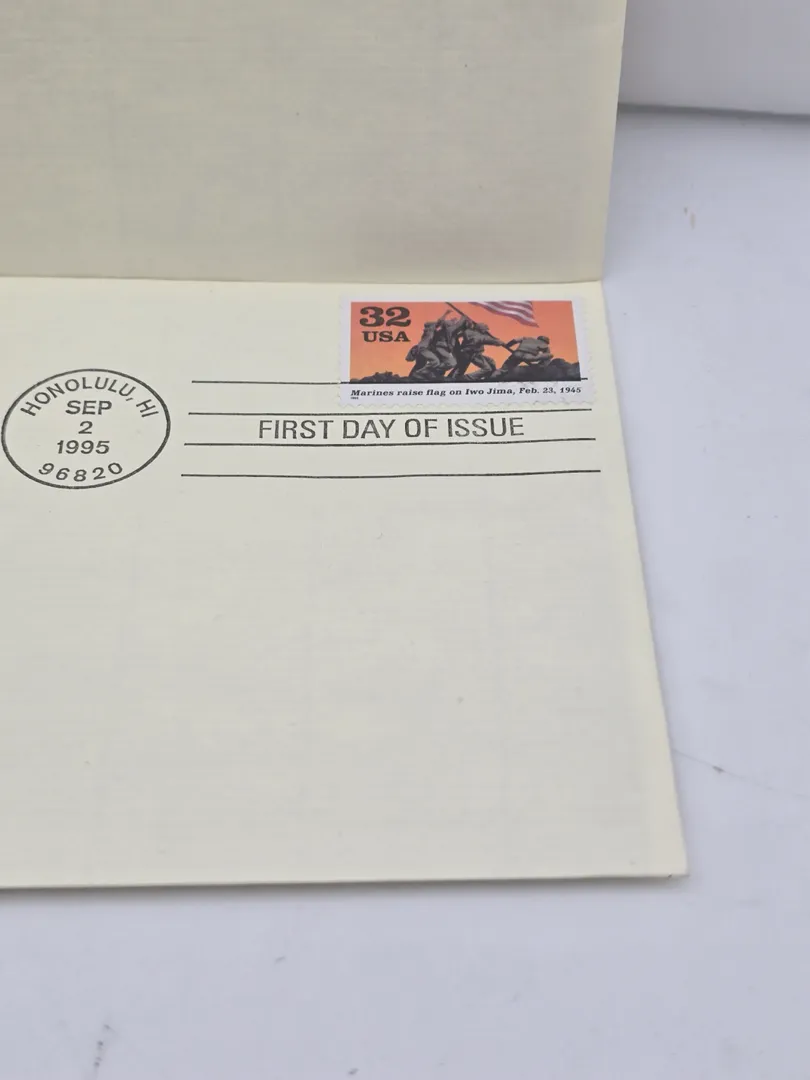 32
USA
Marines raise flag on Iwo Jima, Feb. 23, 1945
HONOLULU, HI
SEP
2
1995
96820
FIRST DAY OF ISSUE